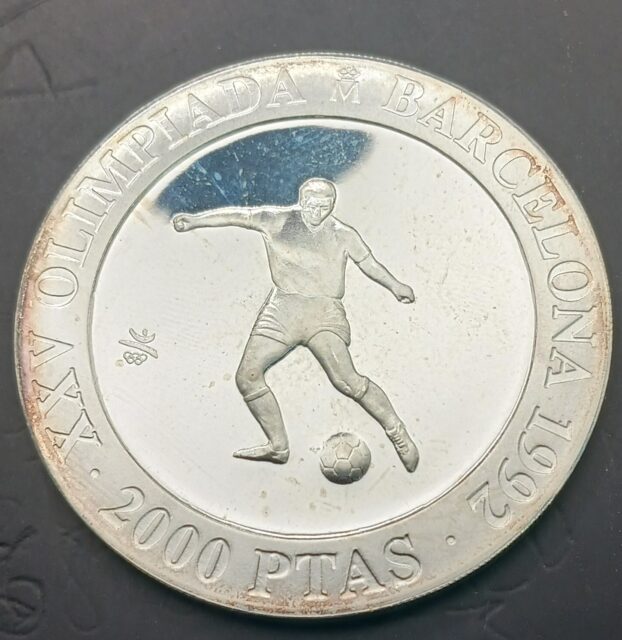 XXV OLIMPIADA M BARCELONA 1992
· 2000 PTAS ·